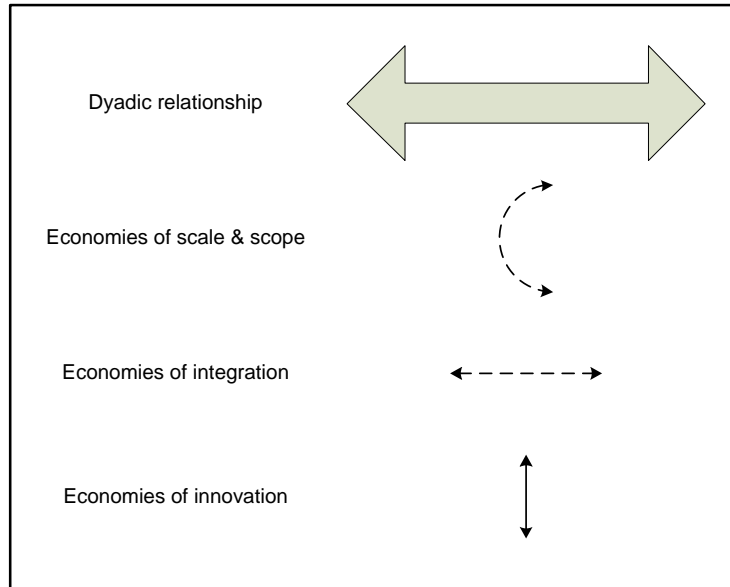 Dyadic relationship
Economies of scale & scope
Economies of integration
Economies of innovation